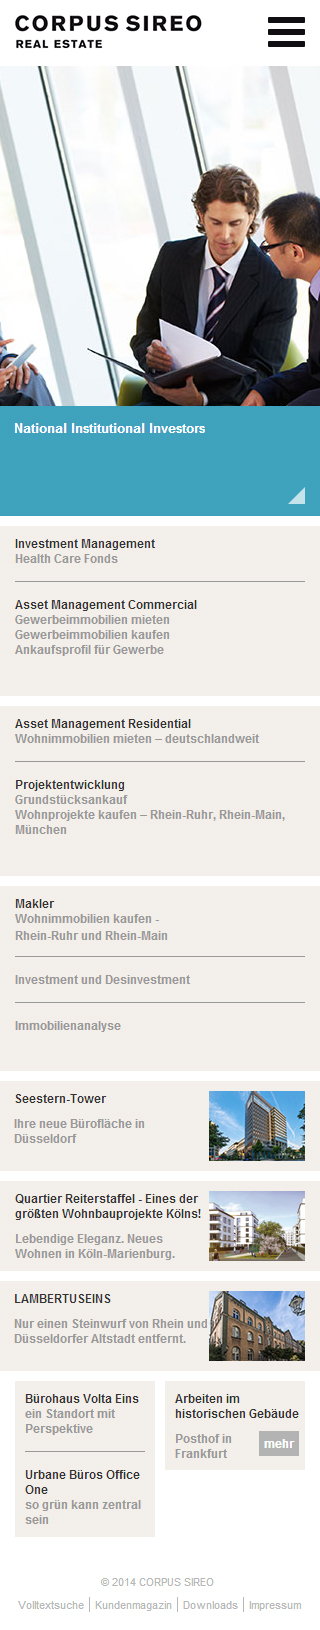 CORPUS SIREO
REAL ESTATE
National Institutional Investors
Investment Management
Health Care Fonds
Asset Management Commercial
Gewerbeimmobilien mieten
Gewerbeimmobilien kaufen
Ankaufsprofil für Gewerbe
Asset Management Residential
Wohnimmobilien mieten – deutschlandweit
Projektentwicklung
Grundstücksankauf
Wohnprojekte kaufen – Rhein-Ruhr, Rhein-Main,
München
Makler
Wohnimmobilien kaufen -
Rhein-Ruhr und Rhein-Main
Investment und Desinvestment
Immobilienanalyse
Seestern-Tower
Ihre neue Bürofläche in
Düsseldorf
Quartier Reiterstaffel - Eines der
größten Wohnbauprojekte Kölns!
Lebendige Eleganz. Neues
Wohnen in Köln-Marienburg.
LAMBERTUSEINS
Nur einen Steinwurf von Rhein und
Düsseldorfer Altstadt entfernt.
Bürohaus Volta Eins
ein Standort mit
Perspektive
Urbane Büros Office
One
so grün kann zentral
sein
Arbeiten im
historischen Gebäude
Posthof in
Frankfurt
mehr
© 2014 CORPUS SIREO
Volltextsuche | Kundenmagazin | Downloads | Impressum